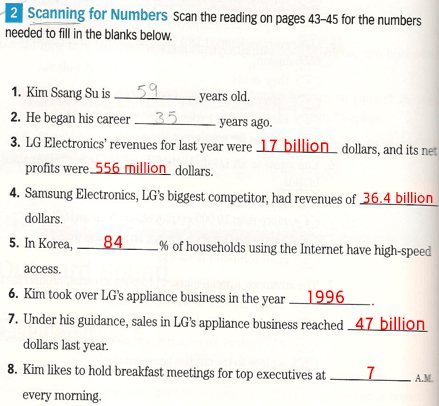 2 Scanning for Numbers Scan the reading on pages 43–45 for the numbers
needed to fill in the blanks below.
1. Kim Ssang Su is 59 years old.
2. He began his career 35 years ago.
3. LG Electronics' revenues for last year were 17 billion dollars, and its net
profits were 556 million dollars.
4. Samsung Electronics, LG's biggest competitor, had revenues of 36.4 billion
dollars.
5. In Korea, 84 % of households using the Internet have high-speed
access.
6. Kim took over LG's appliance business in the year 1996.
7. Under his guidance, sales in LG's appliance business reached 47 billion
dollars last year.
8. Kim likes to hold breakfast meetings for top executives at 7 A.M.
every morning.